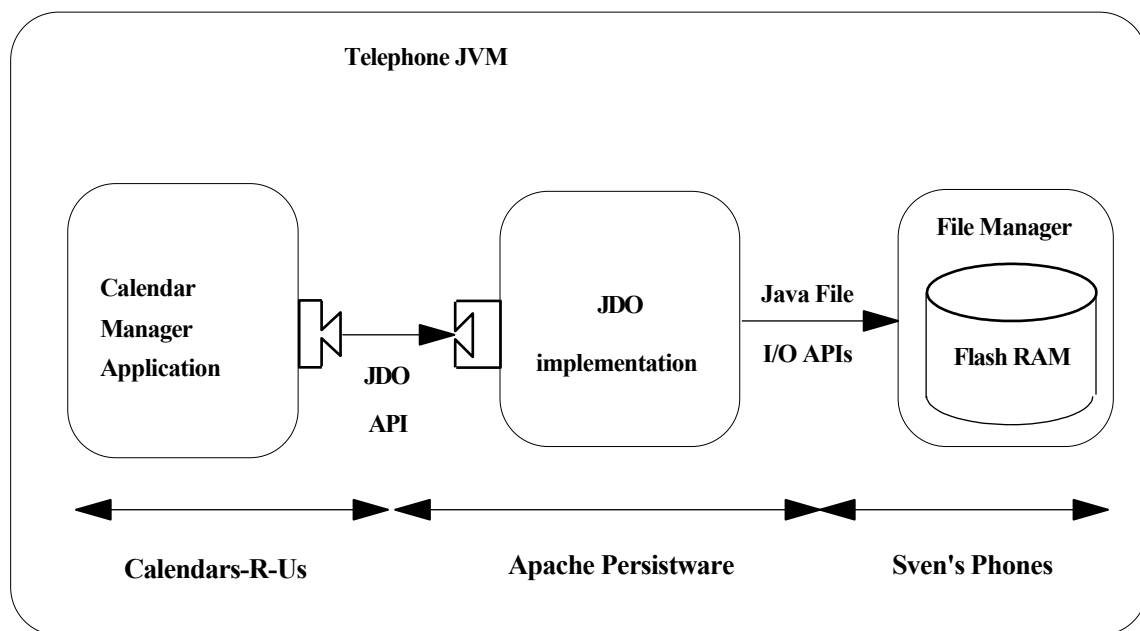 Telephone JVM
Calendar
Manager
Application
JDO
API
JDO
implementation
Java File
I/O APIs
File Manager
Flash RAM
Calendars-R-Us
Apache Persistware
Sven's Phones